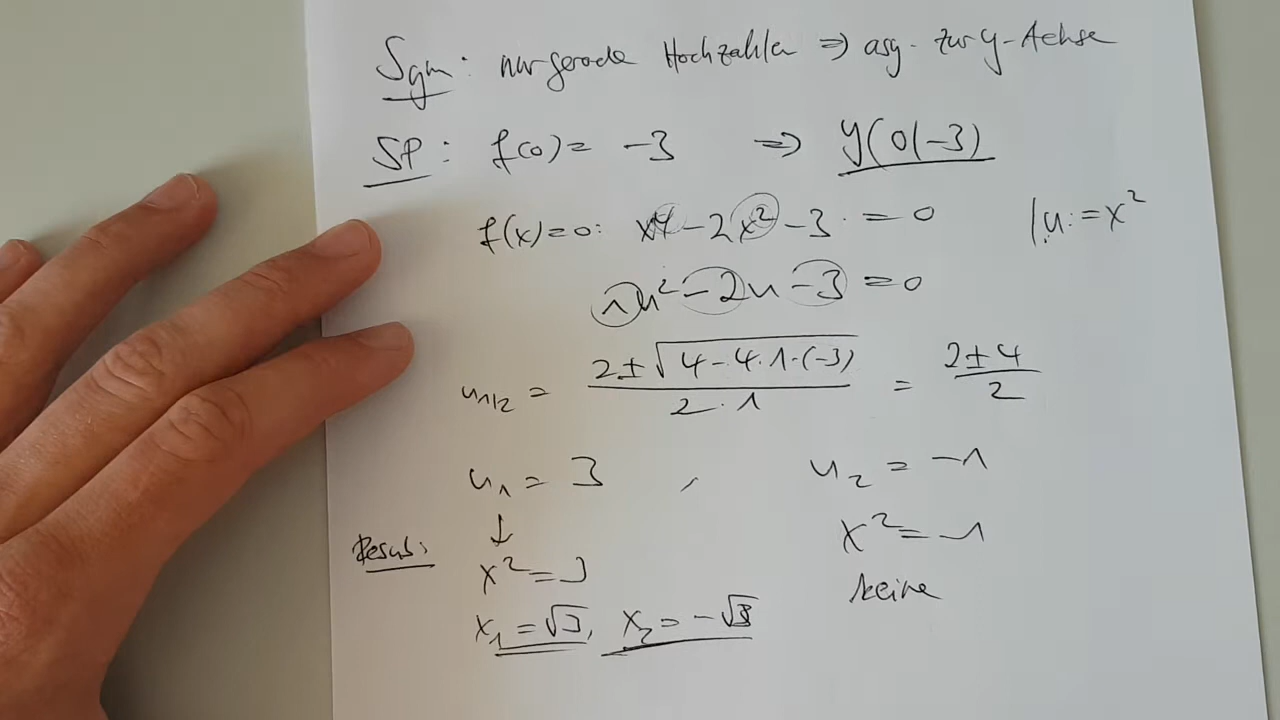 Sym: nur gerade Hochzahlen ⇒ asy. zur y-Achse
SP: f(0) = -3 ⇒ y(0|-3)
f(x)=0: x⁴ - 2x² - 3 = 0 |u:=x²
1u² - 2u - 3 = 0
u₁/₂ = (2 ± √(4 - 4·1·(-3))) / (2·1) = (2 ± 4) / 2
u₁ = 3 , u₂ = -1
↓ x² = -1
Resub: x² = 3 keine
x₁ = √3, x₂ = -√3